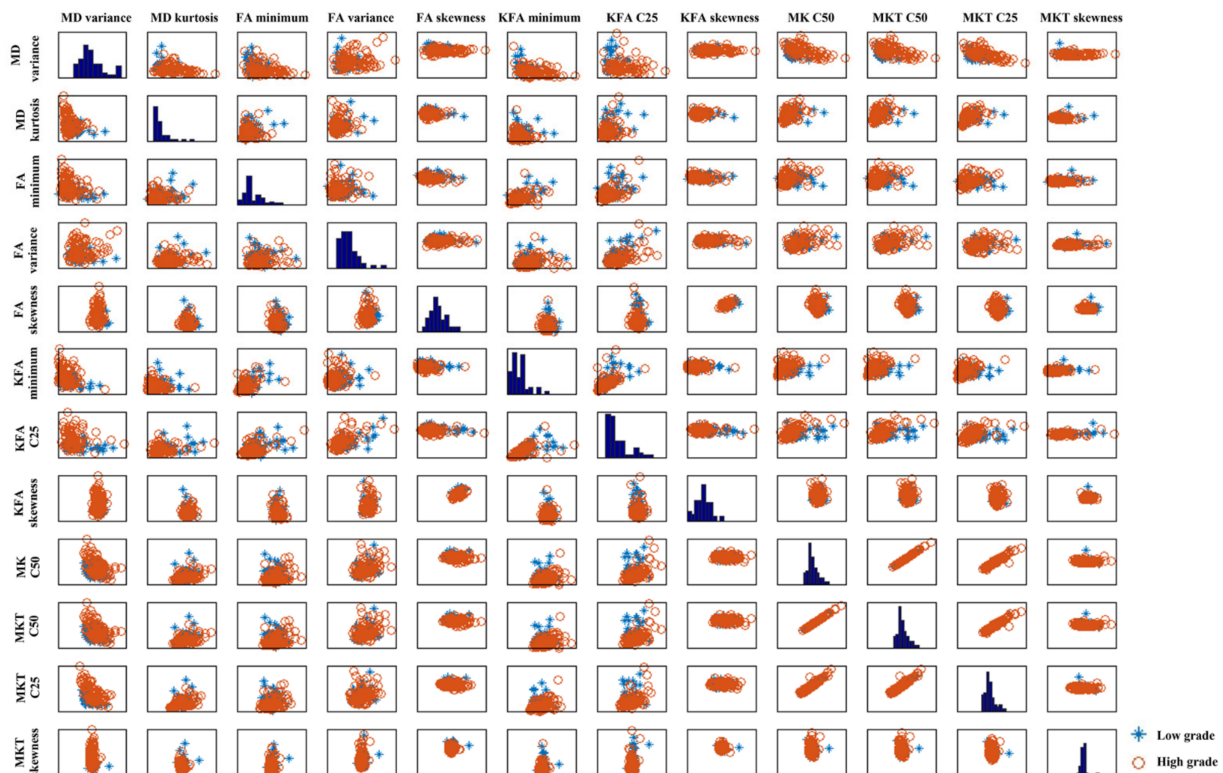 MD variance MD kurtosis FA minimum FA variance FA skewness KFA minimum KFA C25 KFA skewness MK C50 MKT C50 MKT C25 MKT skewness
MD
variance
MD
kurtosis
FA
minimum
FA
variance
FA
skewness
KFA
minimum
KFA
C25
KFA
skewness
MK
C50
MKT
C50
MKT
C25
MKT
skewness
Low grade
High grade